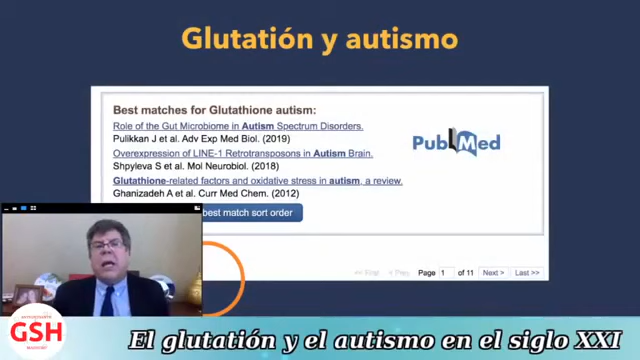 Glutatión y autismo
Best matches for Glutathione autism:
Role of the Gut Microbiome in Autism Spectrum Disorders.
Pulikkan J et al. Adv Exp Med Biol. (2019)
Overexpression of LINE-1 Retrotransposons in Autism Brain.
Shpyleva S et al. Mol Neurobiol. (2018)
Glutathione-related factors and oxidative stress in autism, a review.
Ghanizadeh A et al. Curr Med Chem. (2012)
PubMed
best match sort order
<< First < Prev Page 1 of 11 Next > Last >>
GSH
El glutatión y el autismo en el siglo XXI